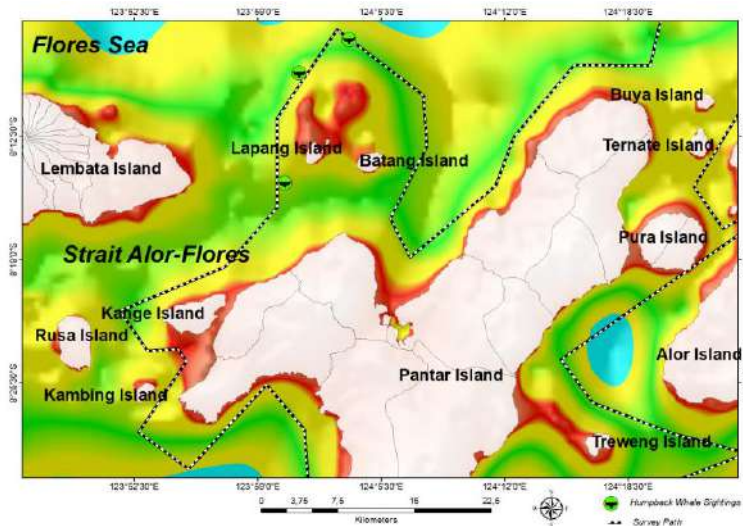 123°52'30"E 123°59'0"E 124°5'30"E 124°12'0"E 124°18'30"E
Flores Sea
Buya Island
8°12'30"S
Lapang Island
Ternate Island
Batang Island
Lembata Island
Pura Island
Strait Alor-Flores
Kange Island
Rusa Island
Alor Island
Pantar Island
Kambing Island
Treweng Island
123°52'30"E 123°59'0"E 124°5'30"E 124°12'0"E 124°18'30"E
0 3,75 7,5 15 22,5
Kilometers
Humpback Whale Sightings
Survey Path